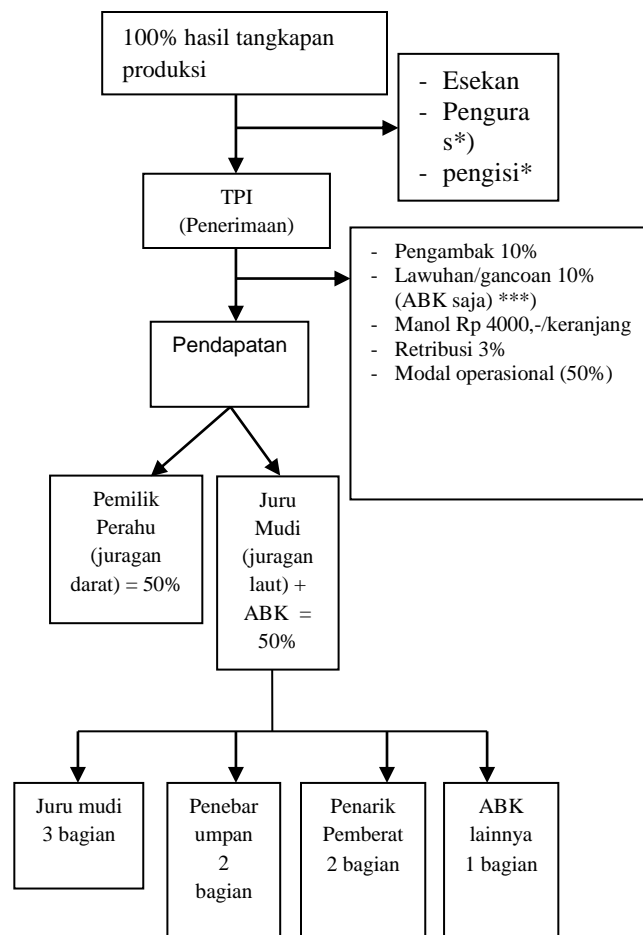 100% hasil tangkapan
produksi
- Esekan
- Pengura
s*)
- pengisi*
TPI
(Penerimaan)
- Pengambak 10%
- Lawuhan/gancoan 10%
(ABK saja) ***)
- Manol Rp 4000,-/keranjang
- Retribusi 3%
- Modal operasional (50%)
Pendapatan
Pemilik
Perahu
(juragan
darat) = 50%
Juru
Mudi
(juragan
laut) +
ABK =
50%
Juru mudi
3 bagian
Penebar
umpan
2
bagian
Penarik
Pemberat
2 bagian
ABK
lainnya
1 bagian